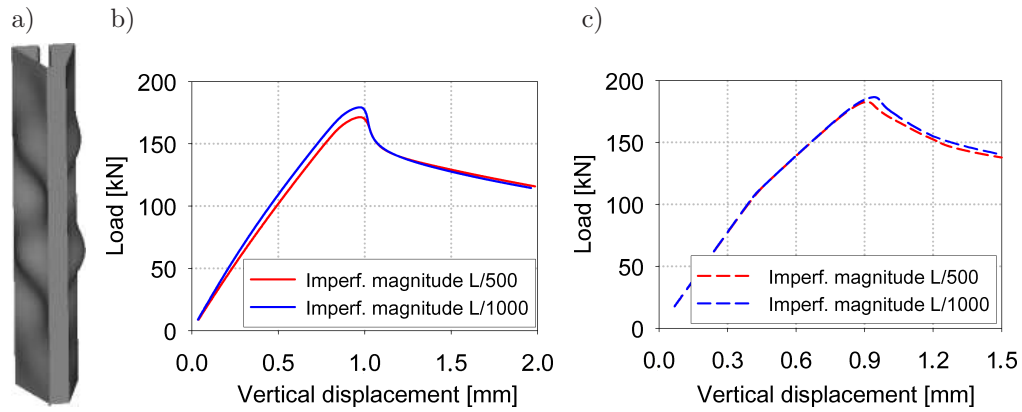 a)
b)
c)
200
150
100
50
0
Load [kN]
0.0
0.5
1.0
1.5
2.0
Vertical displacement [mm]
Imperf. magnitude L/500
Imperf. magnitude L/1000
200
150
100
50
0
Load [kN]
0.0
0.3
0.6
0.9
1.2
1.5
Vertical displacement [mm]
Imperf. magnitude L/500
Imperf. magnitude L/1000